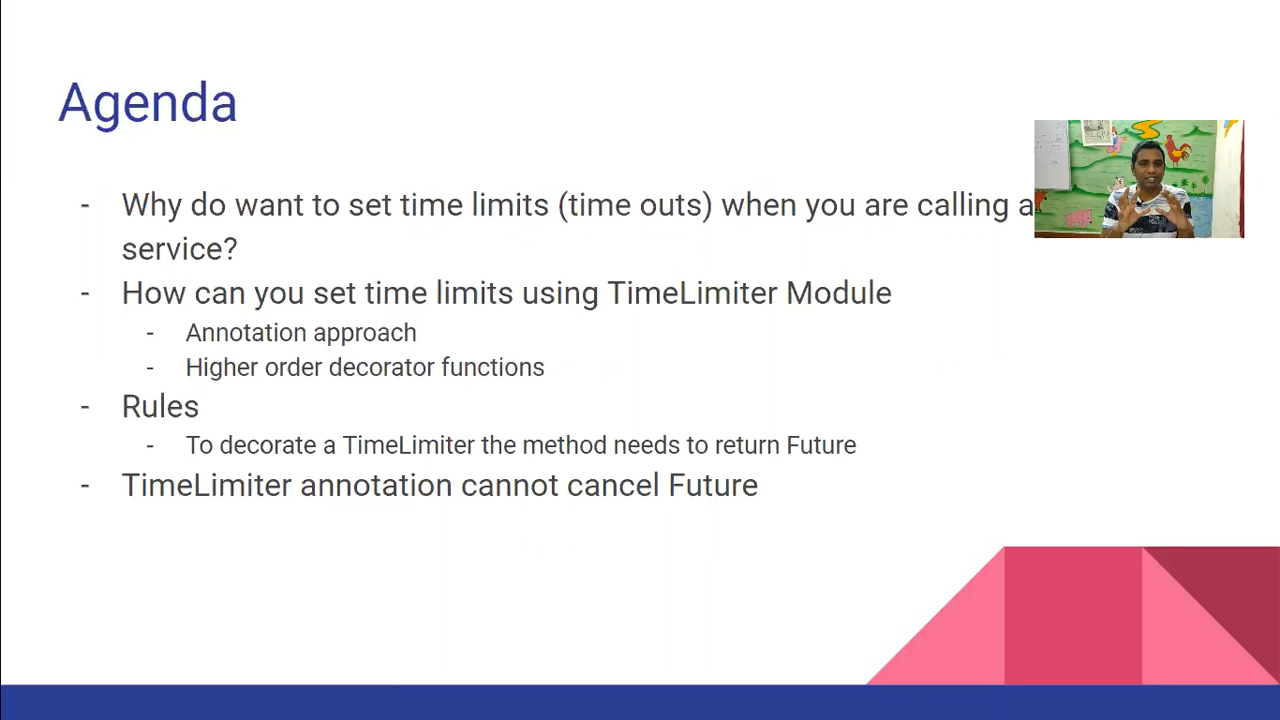 Agenda
- Why do want to set time limits (time outs) when you are calling a
service?
- How can you set time limits using TimeLimiter Module
- Annotation approach
- Higher order decorator functions
- Rules
- To decorate a TimeLimiter the method needs to return Future
- TimeLimiter annotation cannot cancel Future